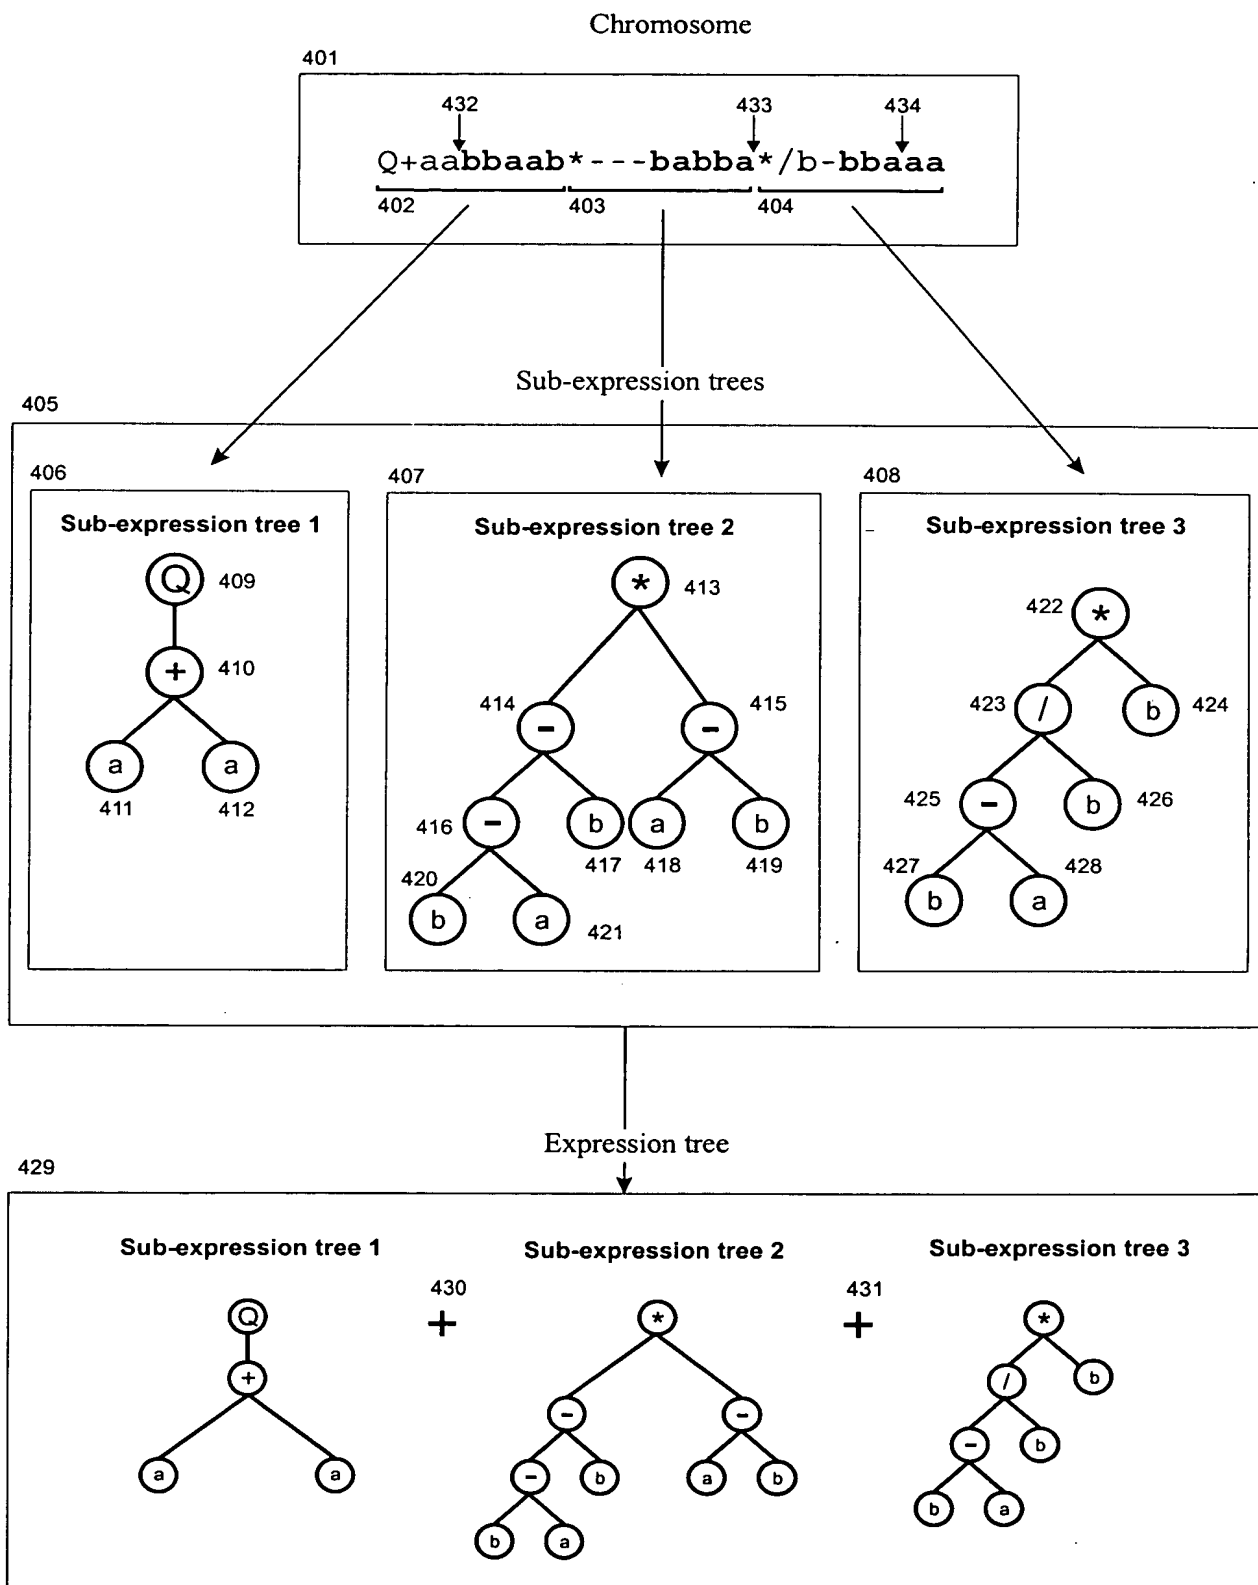 Chromosome
401
432 433 434
Q+aabbaab*---babba*/b-bbaaa
402 403 404
Sub-expression trees
405
406 407 408
Sub-expression tree 1 Sub-expression tree 2 Sub-expression tree 3
Q 409 * 413 422 *
+ 410 414 - - 415 423 / b 424
a a 416 - b a b 425 - b 426
411 412 417 418 419
420 427 428
b a 421 b a
Expression tree
429
Sub-expression tree 1 Sub-expression tree 2 Sub-expression tree 3
430 431
Q + * + *
+ - - / b
a a - b a b - b
b a b a